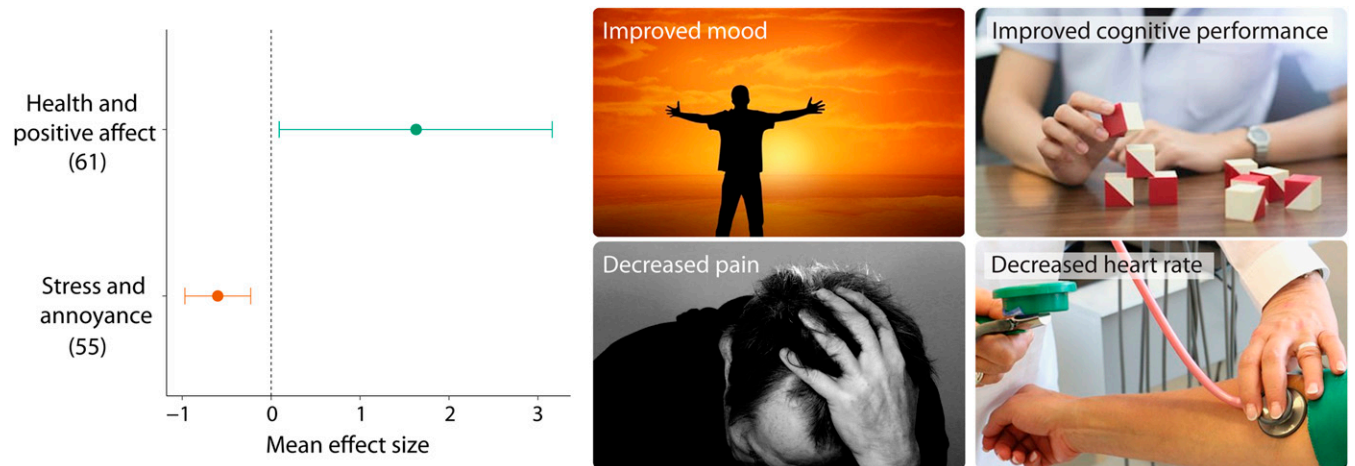 Health and
positive affect
(61)
Stress and
annoyance
(55)
−1 0 1 2 3
Mean effect size
Improved mood
Improved cognitive performance
Decreased pain
Decreased heart rate